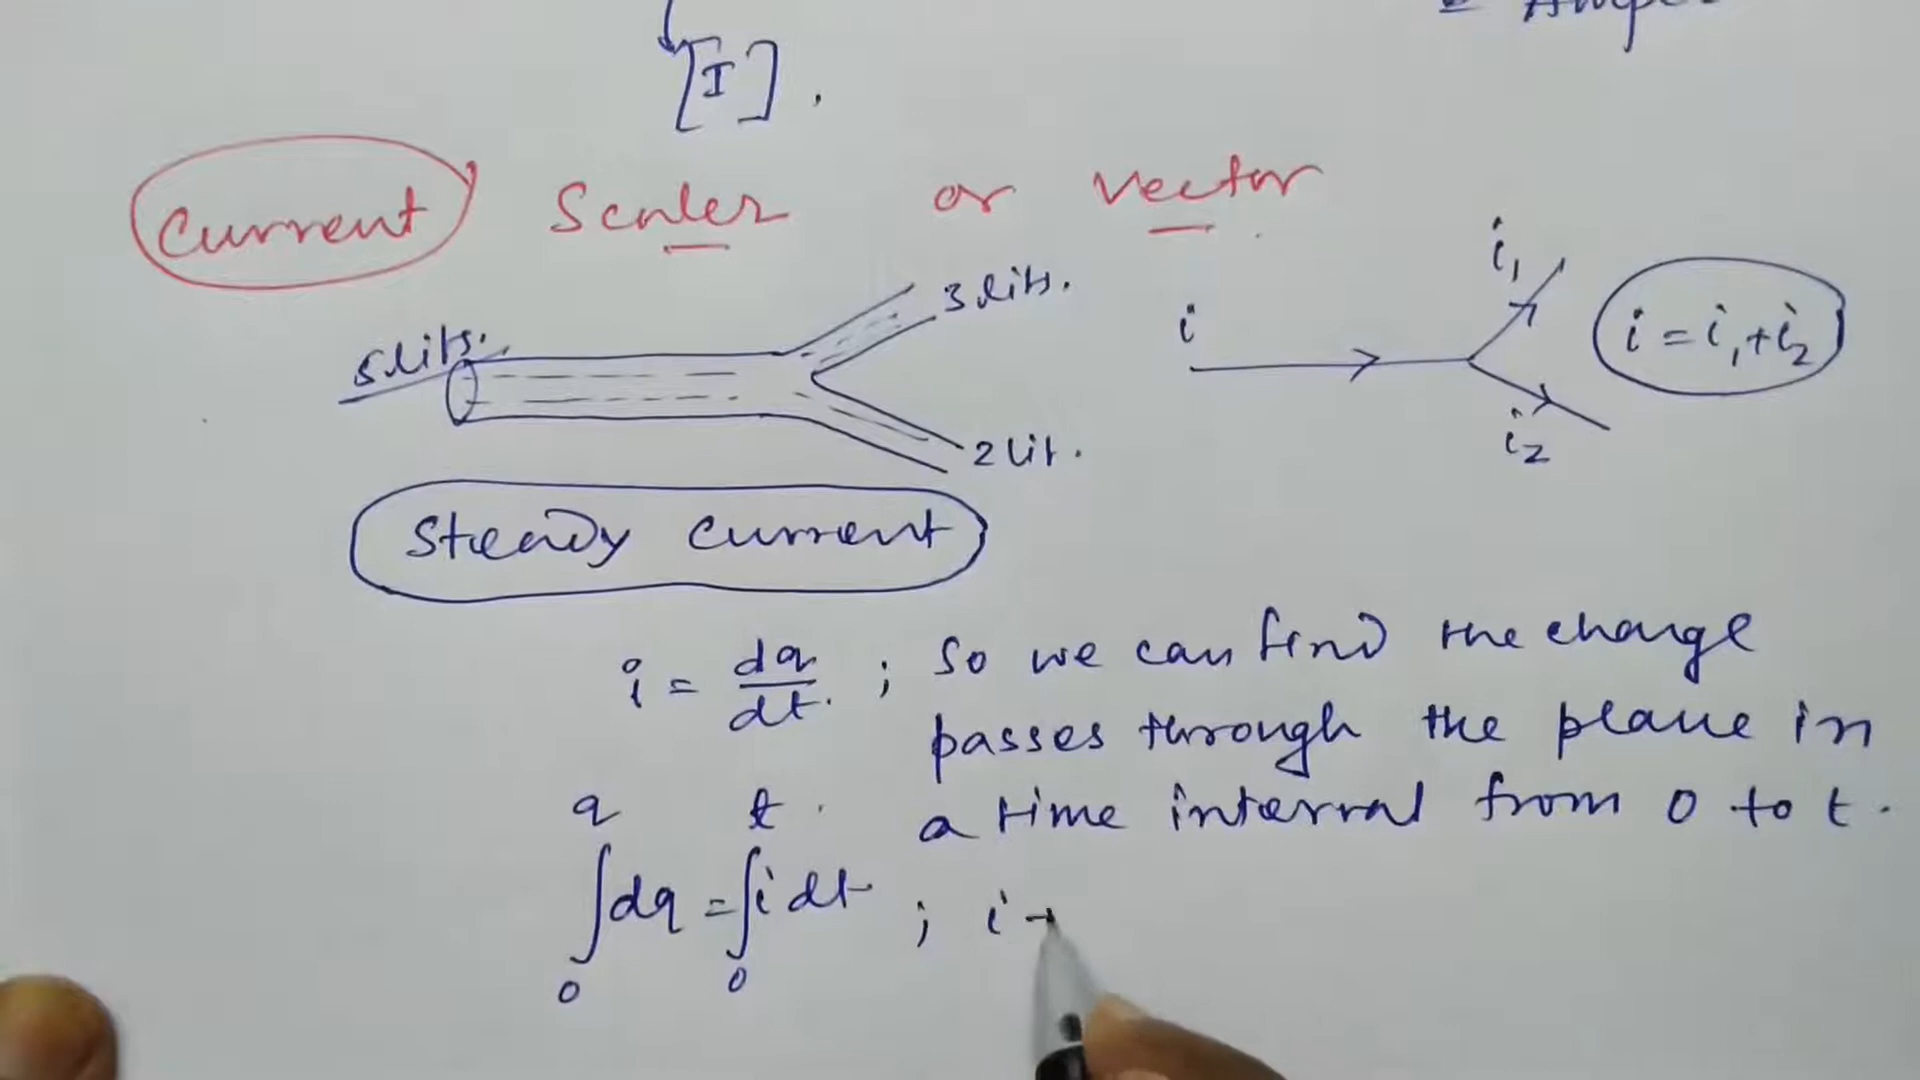 [I].
Current Scaler or vector
5 lits. 3 lits. 2 lit.
i i₁ i₂ i = i₁+i₂
Steady Current
i = dq/dt. ; So we can find the charge
passes through the plane in
a time interval from 0 to t.
∫₀^q dq = ∫₀^t i dt ; i